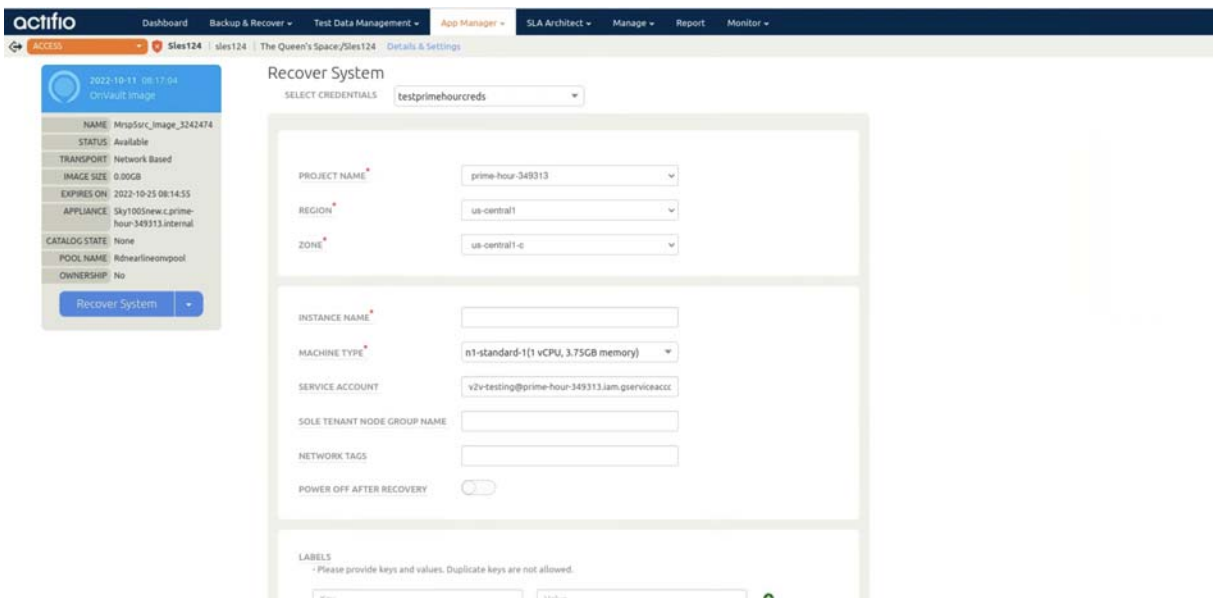 actifio Dashboard Backup & Recover Test Data Management App Manager SLA Architect Manage Report Monitor
ACCESS Sles124 | sles124 | The Queen's Space:/Sles124 Details & Settings
2022-10-11 08:17:04
OnVault Image
NAME Mrsp5src_Image_3242474
STATUS Available
TRANSPORT Network Based
IMAGE SIZE 0.00GB
EXPIRES ON 2022-10-25 08:14:55
APPLIANCE Sky1005new.c.prime-
hour-349313.internal
CATALOG STATE None
POOL NAME Rdnearlineonvpool
OWNERSHIP No
Recover System
Recover System
SELECT CREDENTIALS testprimehourcreds
PROJECT NAME* prime-hour-349313
REGION* us-central1
ZONE* us-central1-c
INSTANCE NAME*
MACHINE TYPE* n1-standard-1(1 vCPU, 3.75GB memory)
SERVICE ACCOUNT v2v-testing@prime-hour-349313.iam.gserviceacc
SOLE TENANT NODE GROUP NAME
NETWORK TAGS
POWER OFF AFTER RECOVERY
LABELS
- Please provide keys and values. Duplicate keys are not allowed.